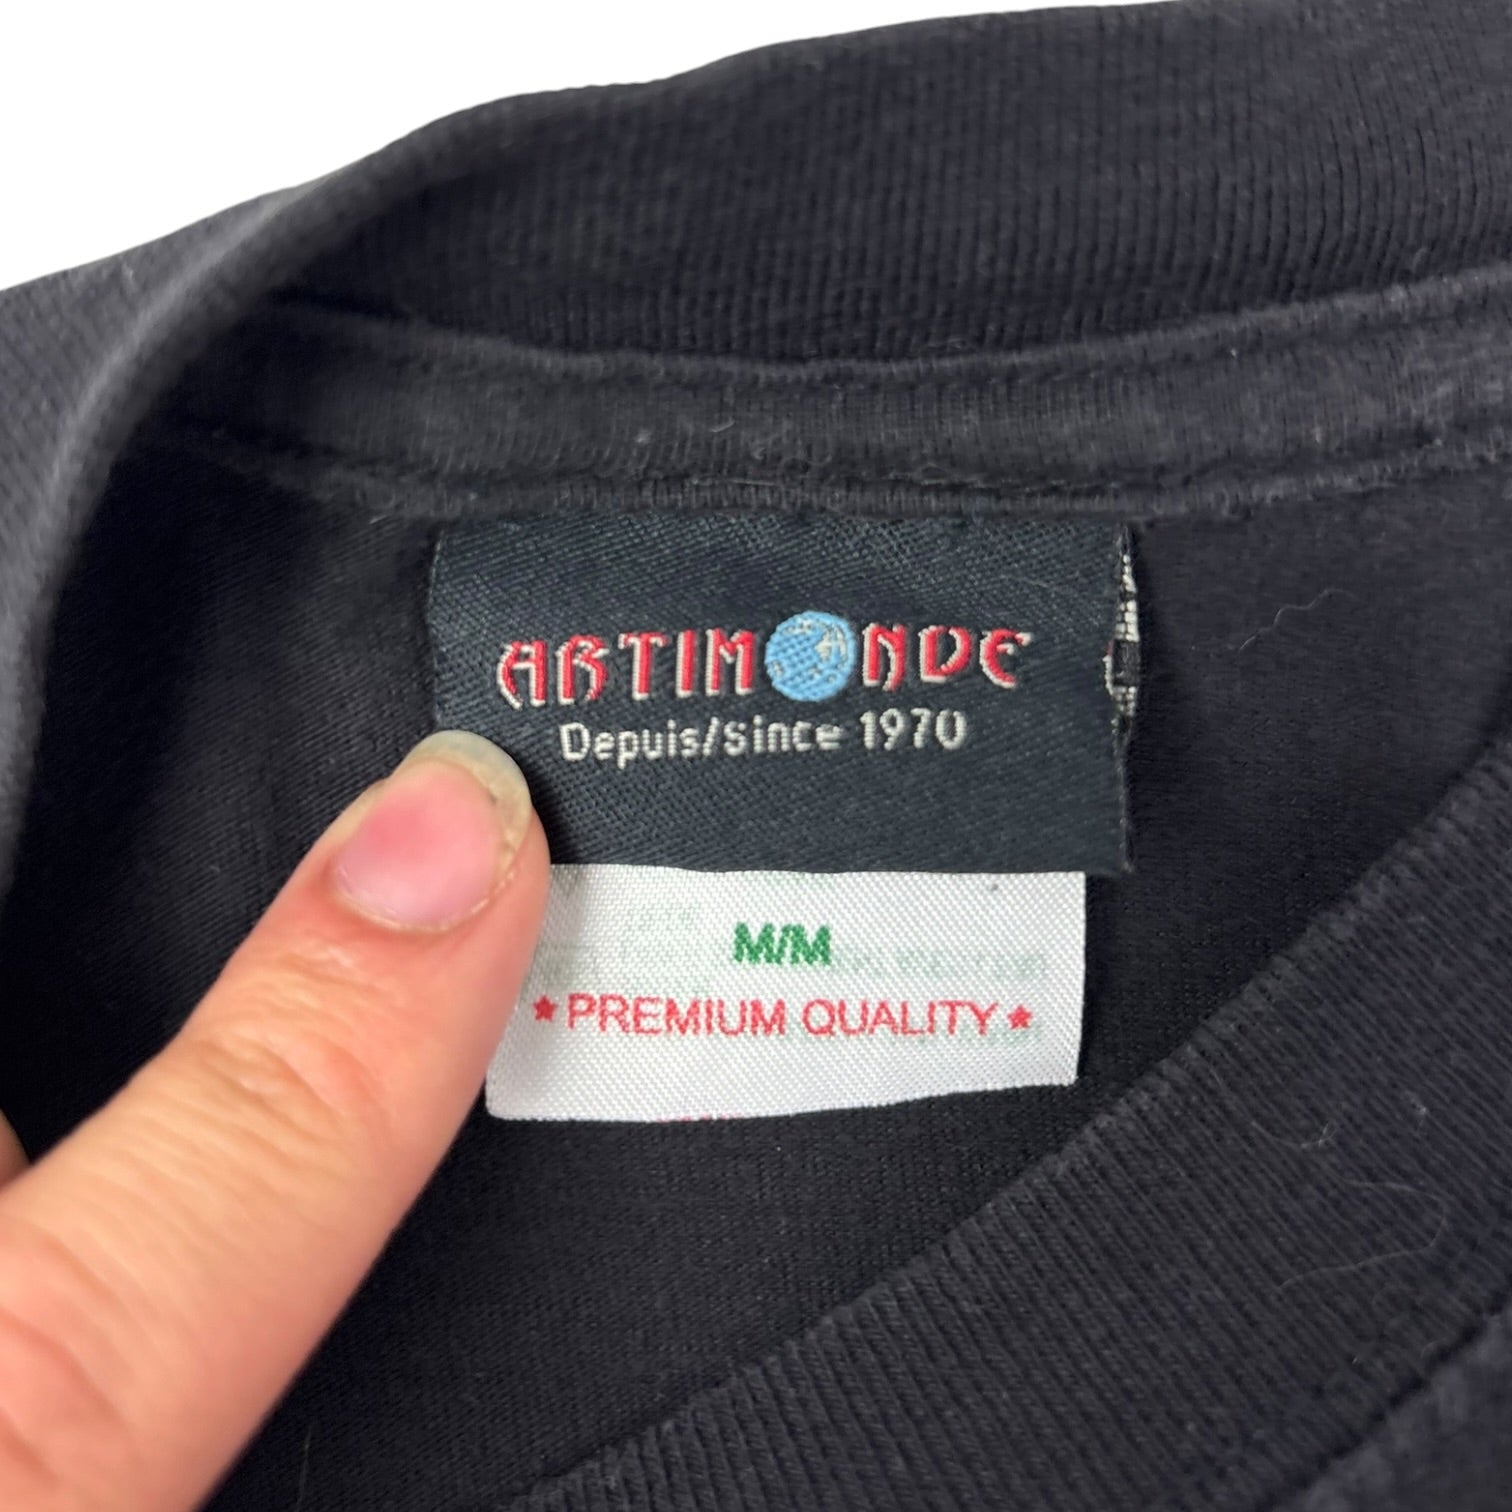 ARTIMONDE
Depuis/Since 1970
M/M
★ PREMIUM QUALITY ★